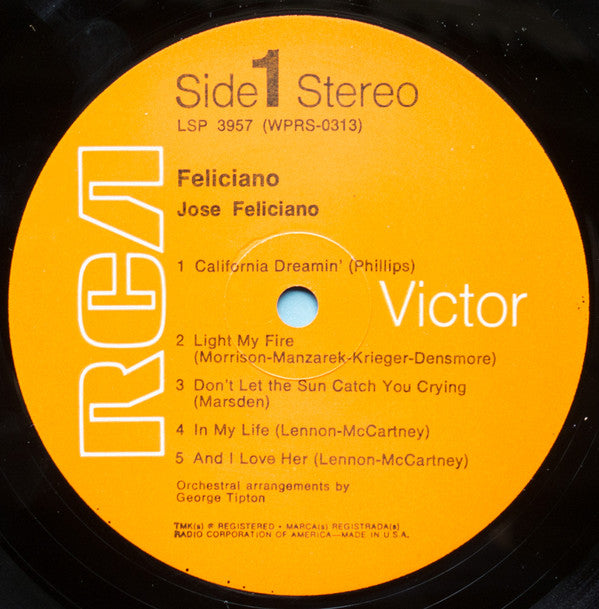 Side 1 Stereo
LSP 3957 (WPRS-0313)
RCA
Feliciano
Jose Feliciano
1 California Dreamin' (Phillips)
Victor
2 Light My Fire
(Morrison-Manzarek-Krieger-Densmore)
3 Don't Let the Sun Catch You Crying
(Marsden)
4 In My Life (Lennon-McCartney)
5 And I Love Her (Lennon-McCartney)
Orchestral arrangements by
George Tipton
TMK(s) ® REGISTERED • MARCA(s) REGISTRADA(s)
RADIO CORPORATION OF AMERICA—MADE IN U.S.A.